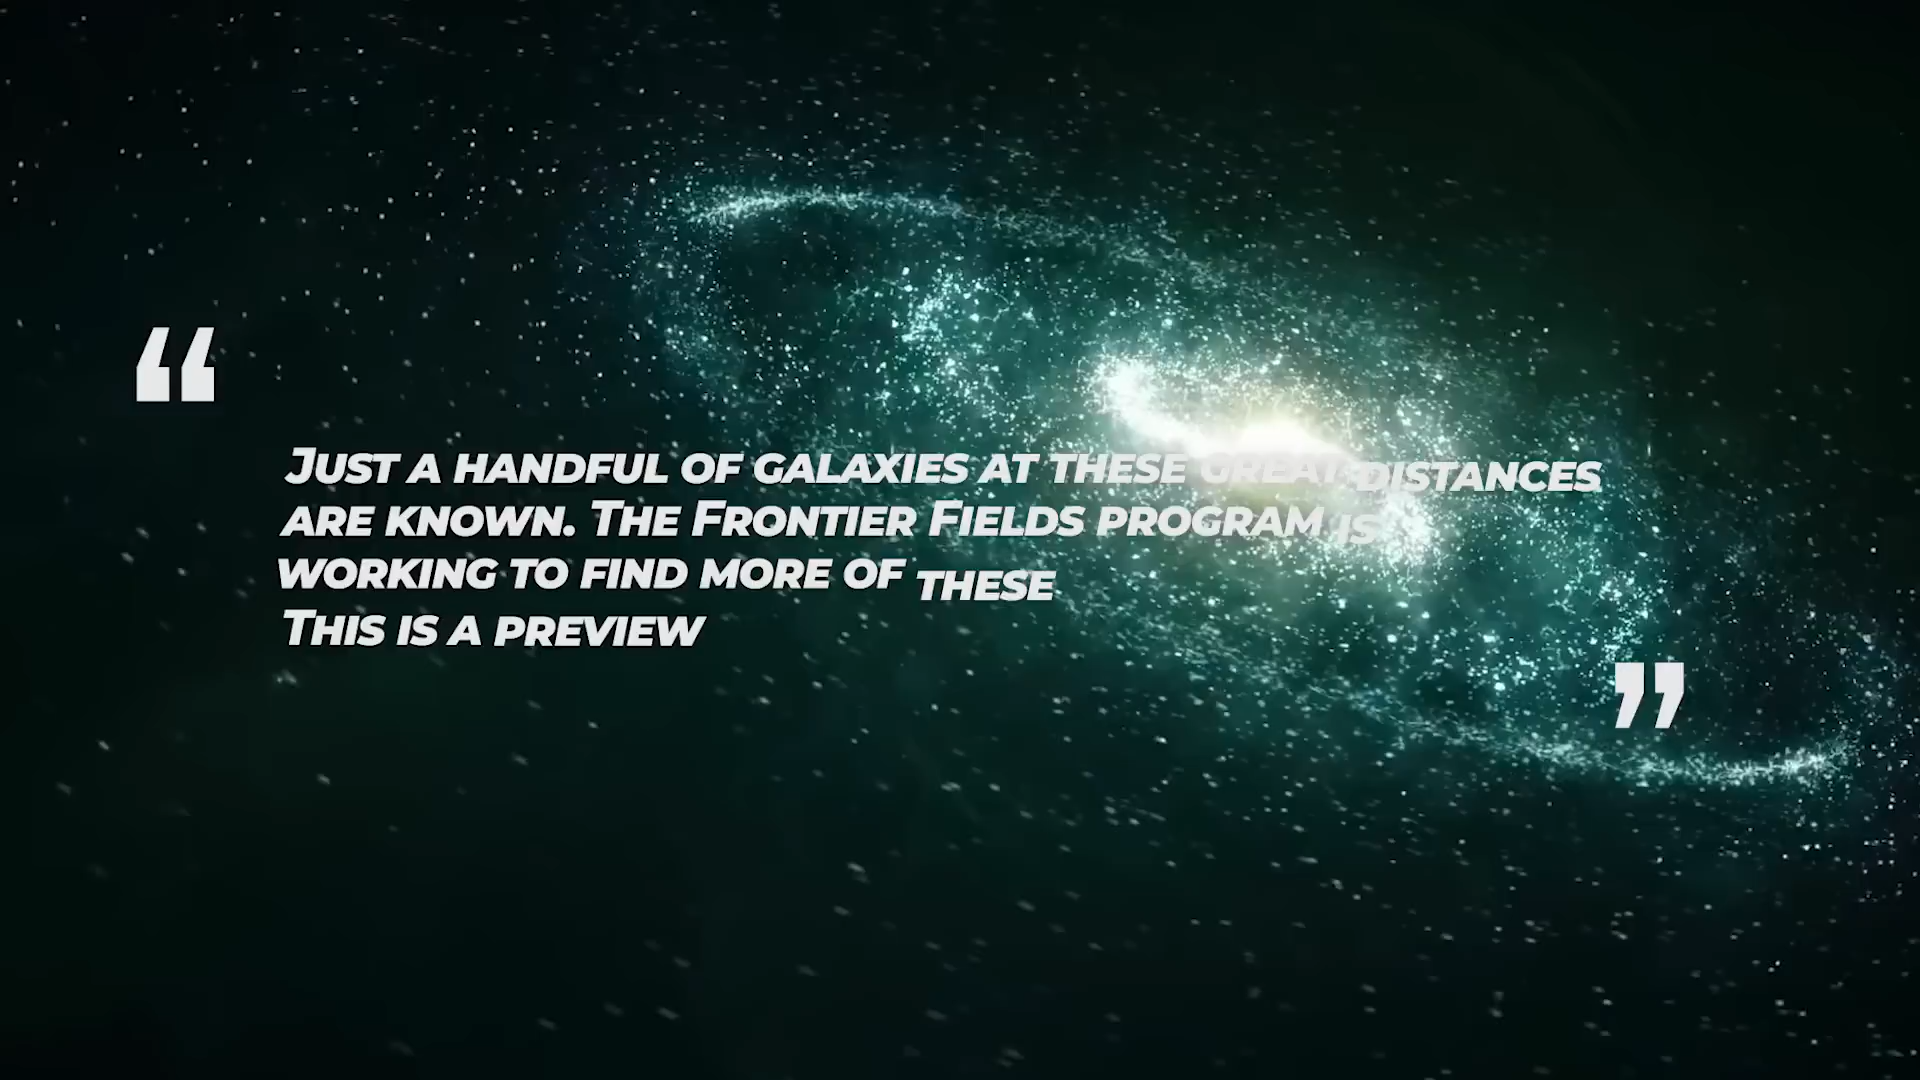 “
Just a handful of galaxies at these great distances
are known. The Frontier Fields program is
working to find more of these
This is a preview
”